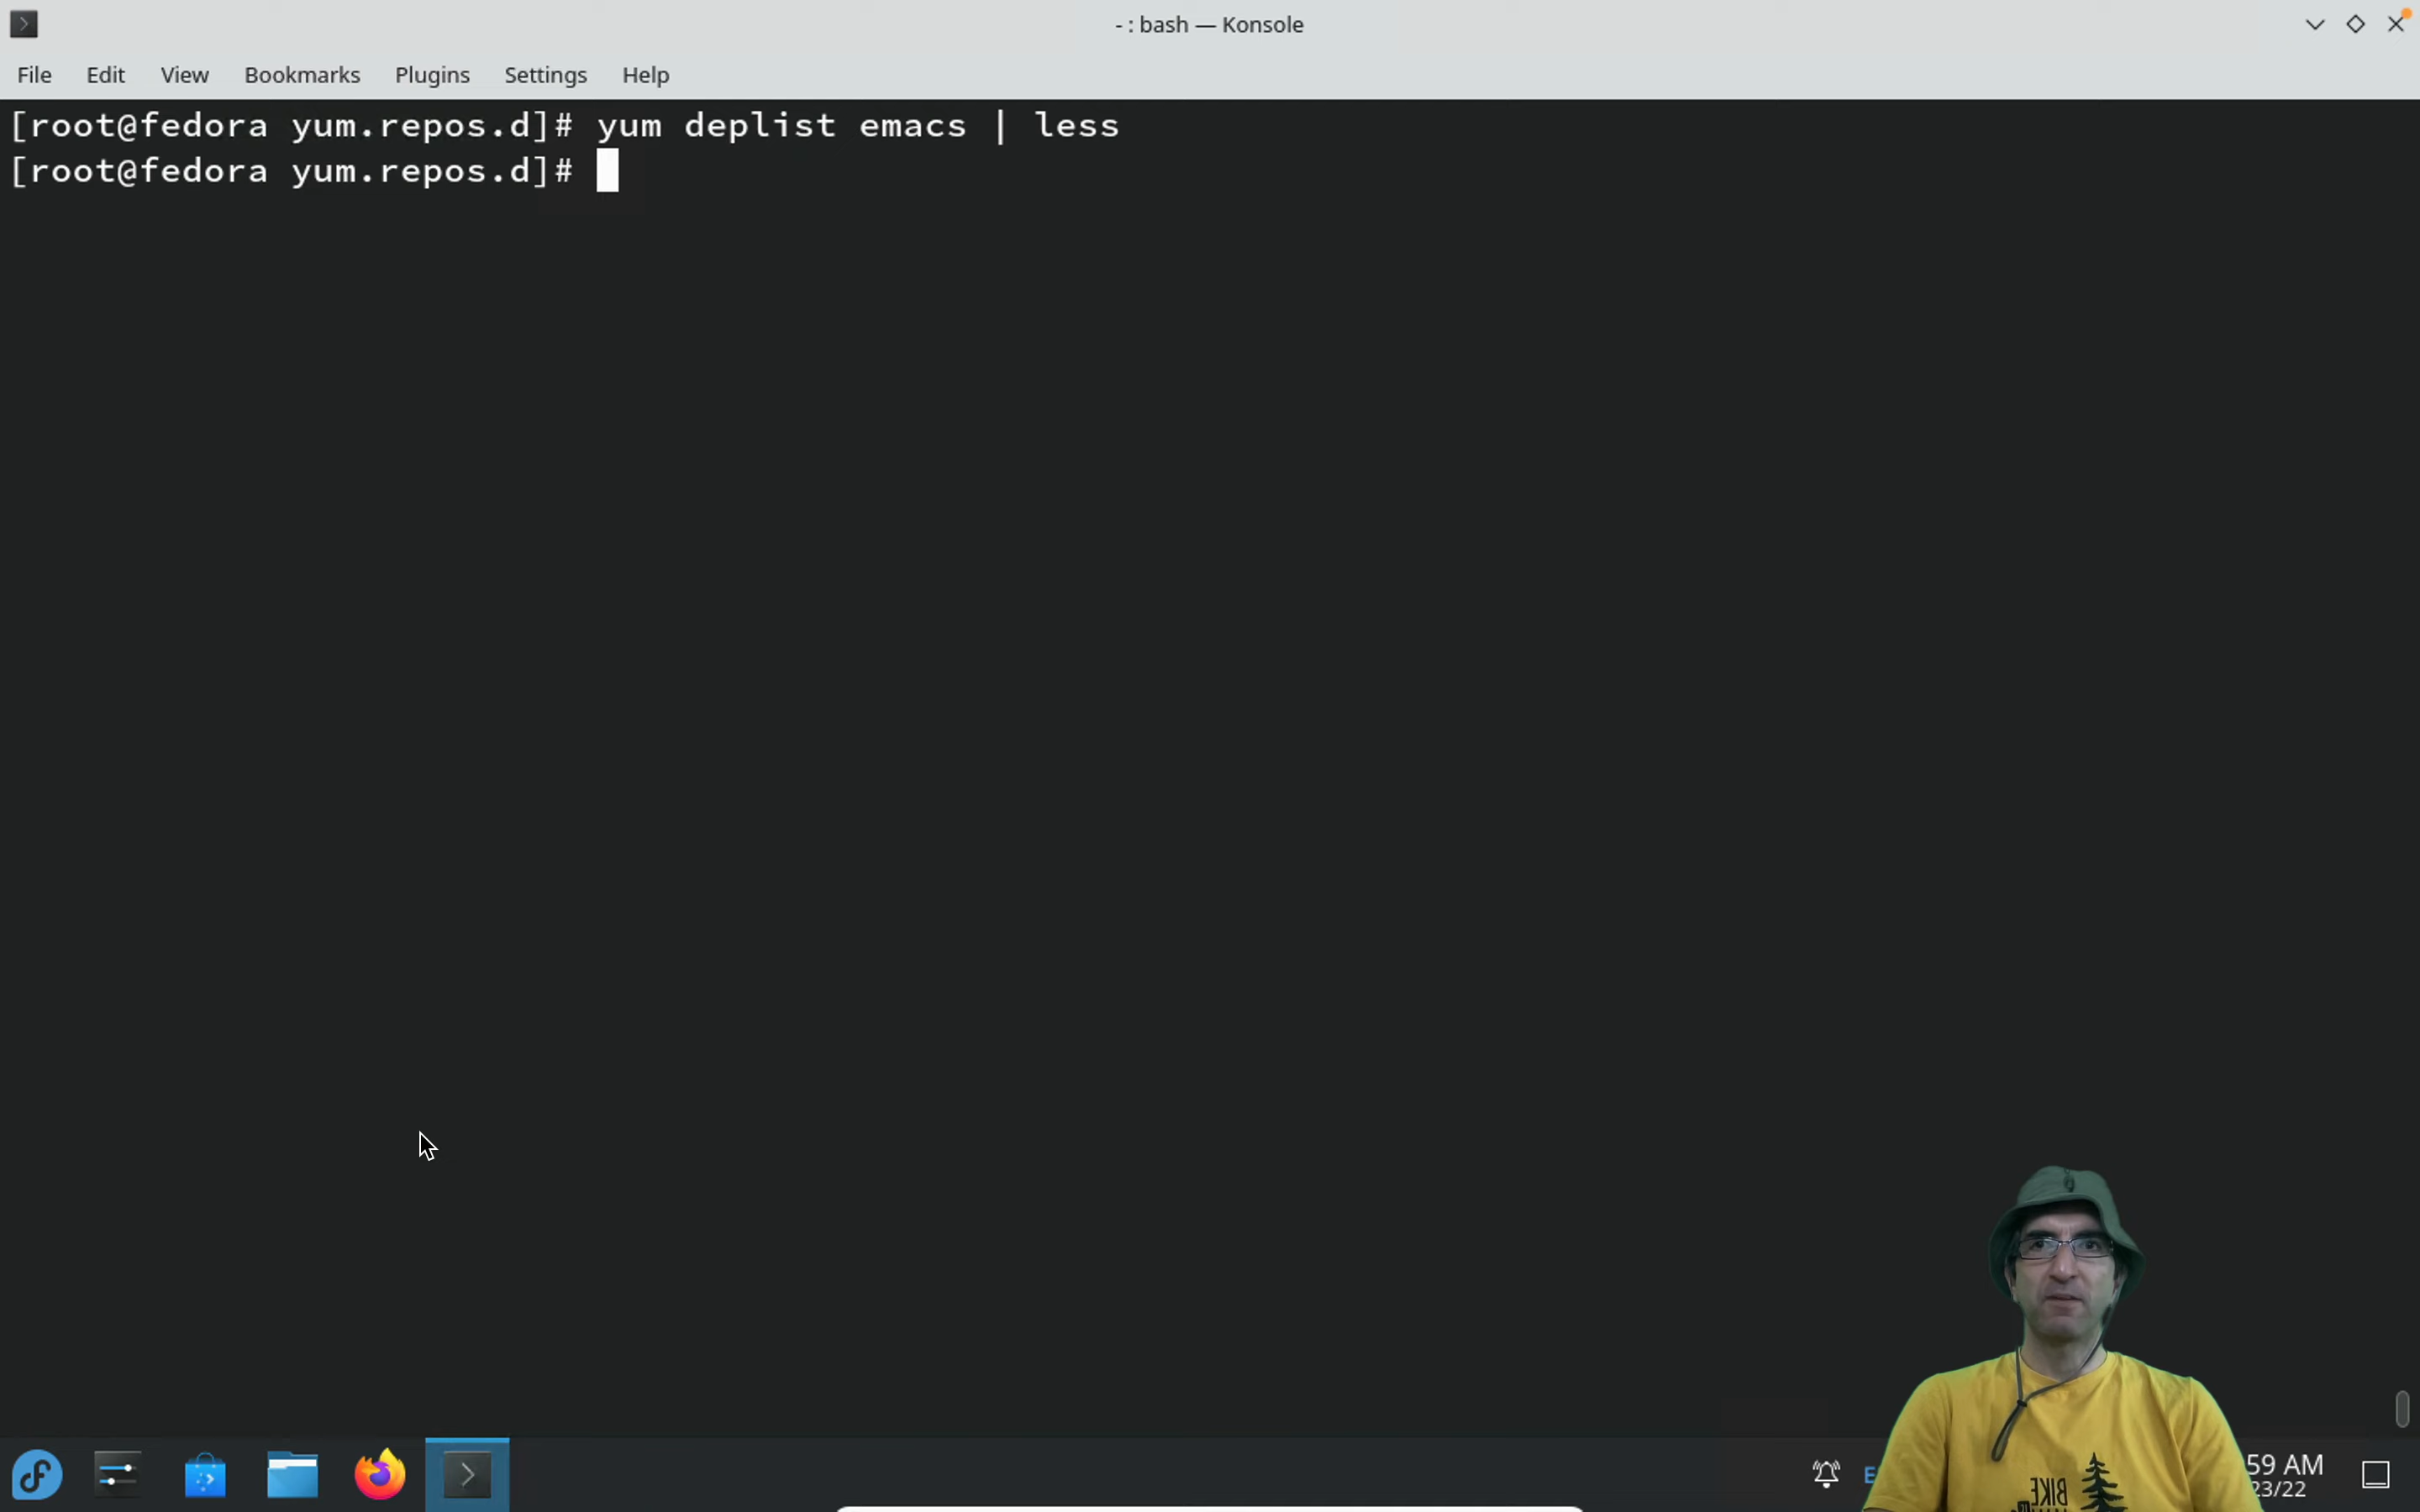 - : bash — Konsole
File Edit View Bookmarks Plugins Settings Help
[root@fedora yum.repos.d]# yum deplist emacs | less
[root@fedora yum.repos.d]#
59 AM
23/22
BIKE